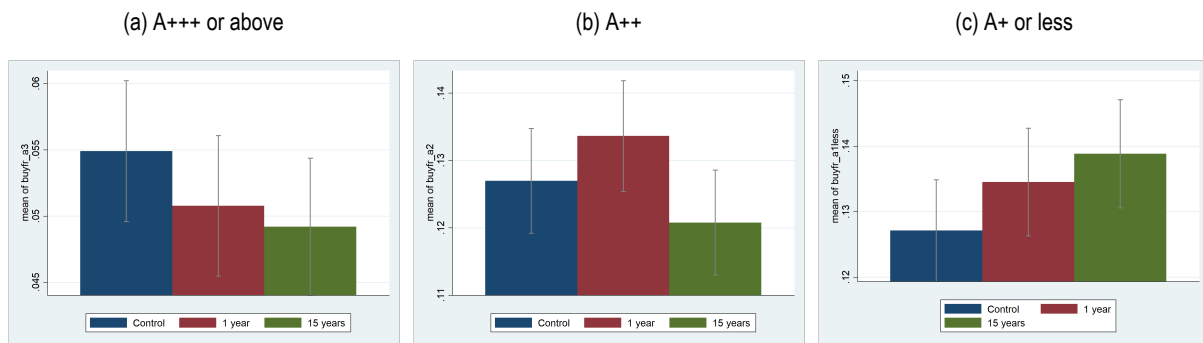 (a) A+++ or above
(b) A++
(c) A+ or less
mean of buyfr_a3
.06
.055
.05
.045
Control
1 year
15 years
mean of buyfr_a2
.14
.13
.12
.11
Control
1 year
15 years
mean of buyfr_a1less
.15
.14
.13
.12
Control
1 year
15 years